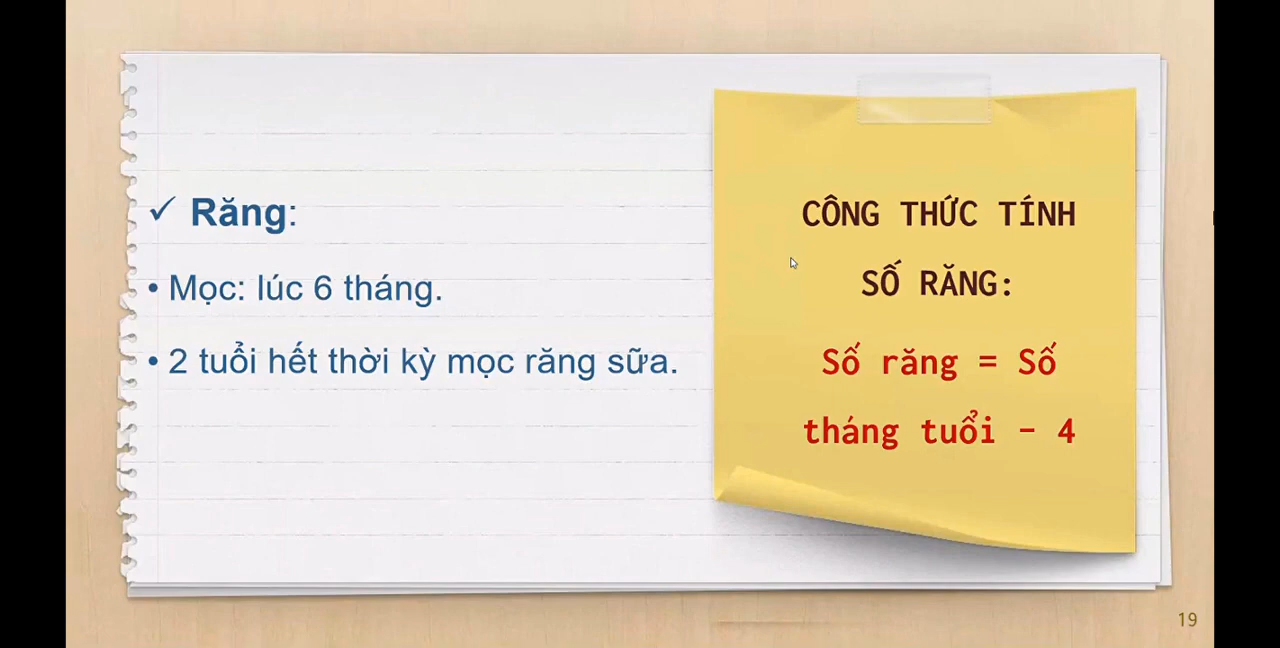 ✓ Răng:
• Mọc: lúc 6 tháng.
• 2 tuổi hết thời kỳ mọc răng sữa.
CÔNG THỨC TÍNH
SỐ RĂNG:
Số răng = Số
tháng tuổi - 4
19